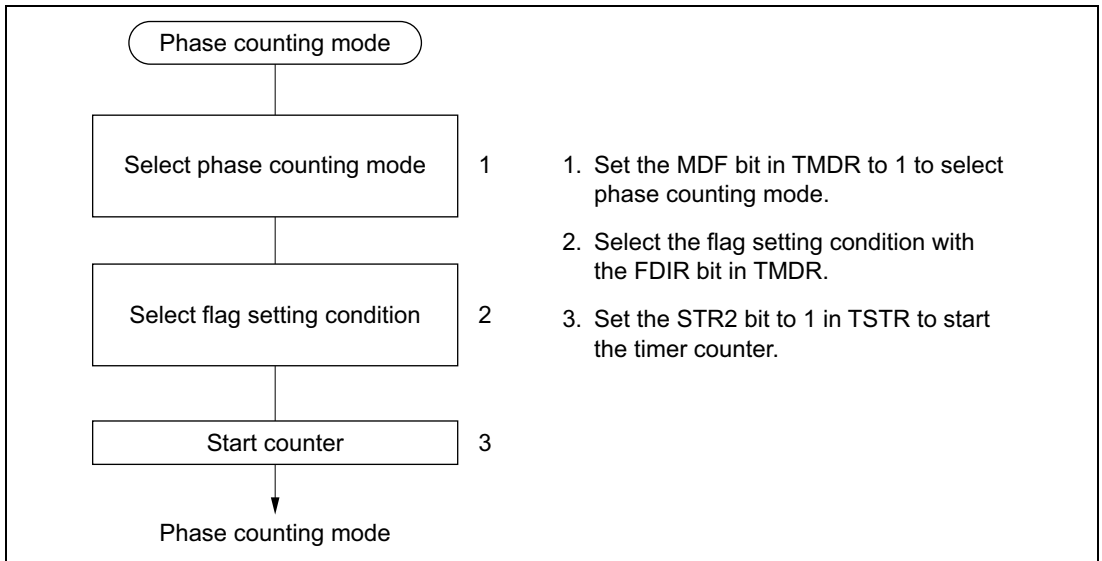 Phase counting mode
Select phase counting mode 1
Select flag setting condition 2
Start counter 3
Phase counting mode
1. Set the MDF bit in TMDR to 1 to select
phase counting mode.
2. Select the flag setting condition with
the FDIR bit in TMDR.
3. Set the STR2 bit to 1 in TSTR to start
the timer counter.